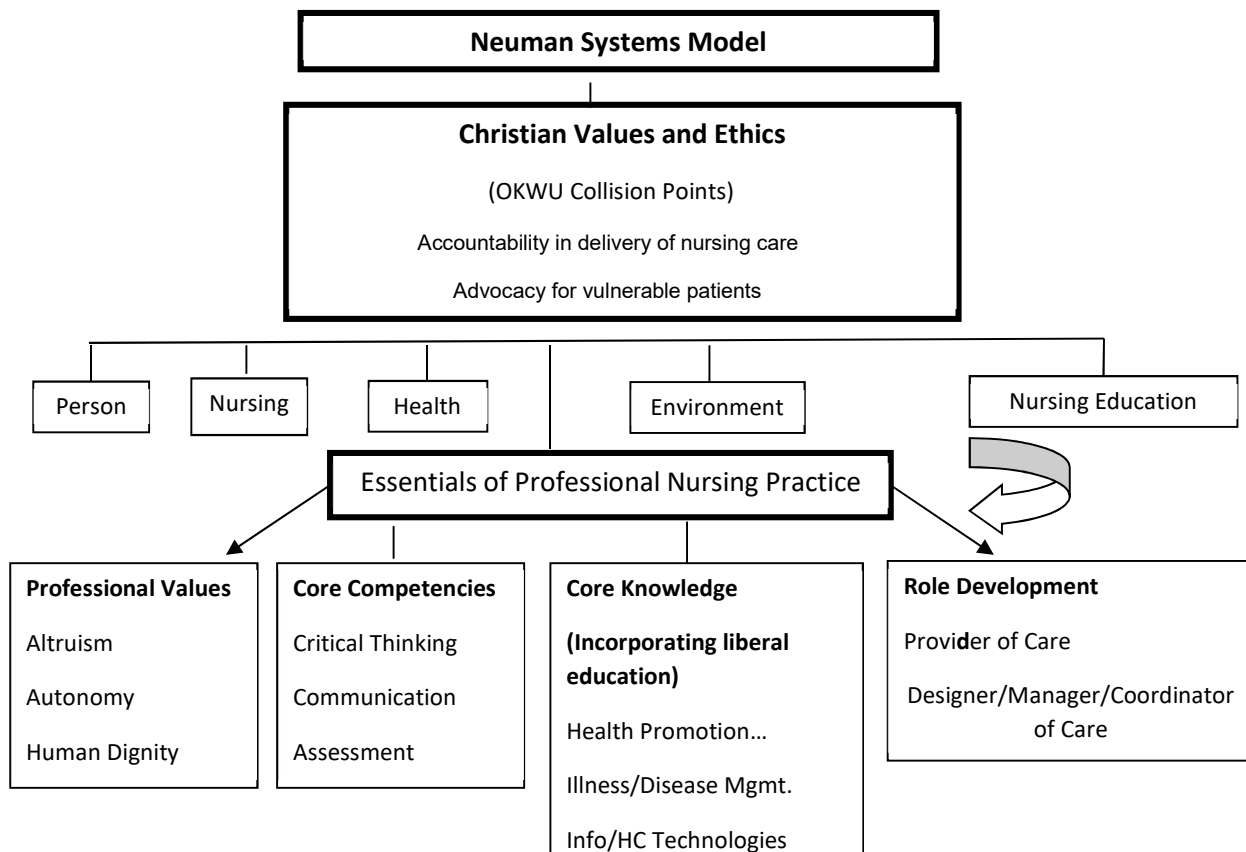 Neuman Systems Model
Christian Values and Ethics
(OKWU Collision Points)
Accountability in delivery of nursing care
Advocacy for vulnerable patients
Person
Nursing
Health
Environment
Nursing Education
Essentials of Professional Nursing Practice
Professional Values
Altruism
Autonomy
Human Dignity
Core Competencies
Critical Thinking
Communication
Assessment
Core Knowledge
(Incorporating liberal
education)
Health Promotion…
Illness/Disease Mgmt.
Info/HC Technologies
Role Development
Provider of Care
Designer/Manager/Coordinator
of Care